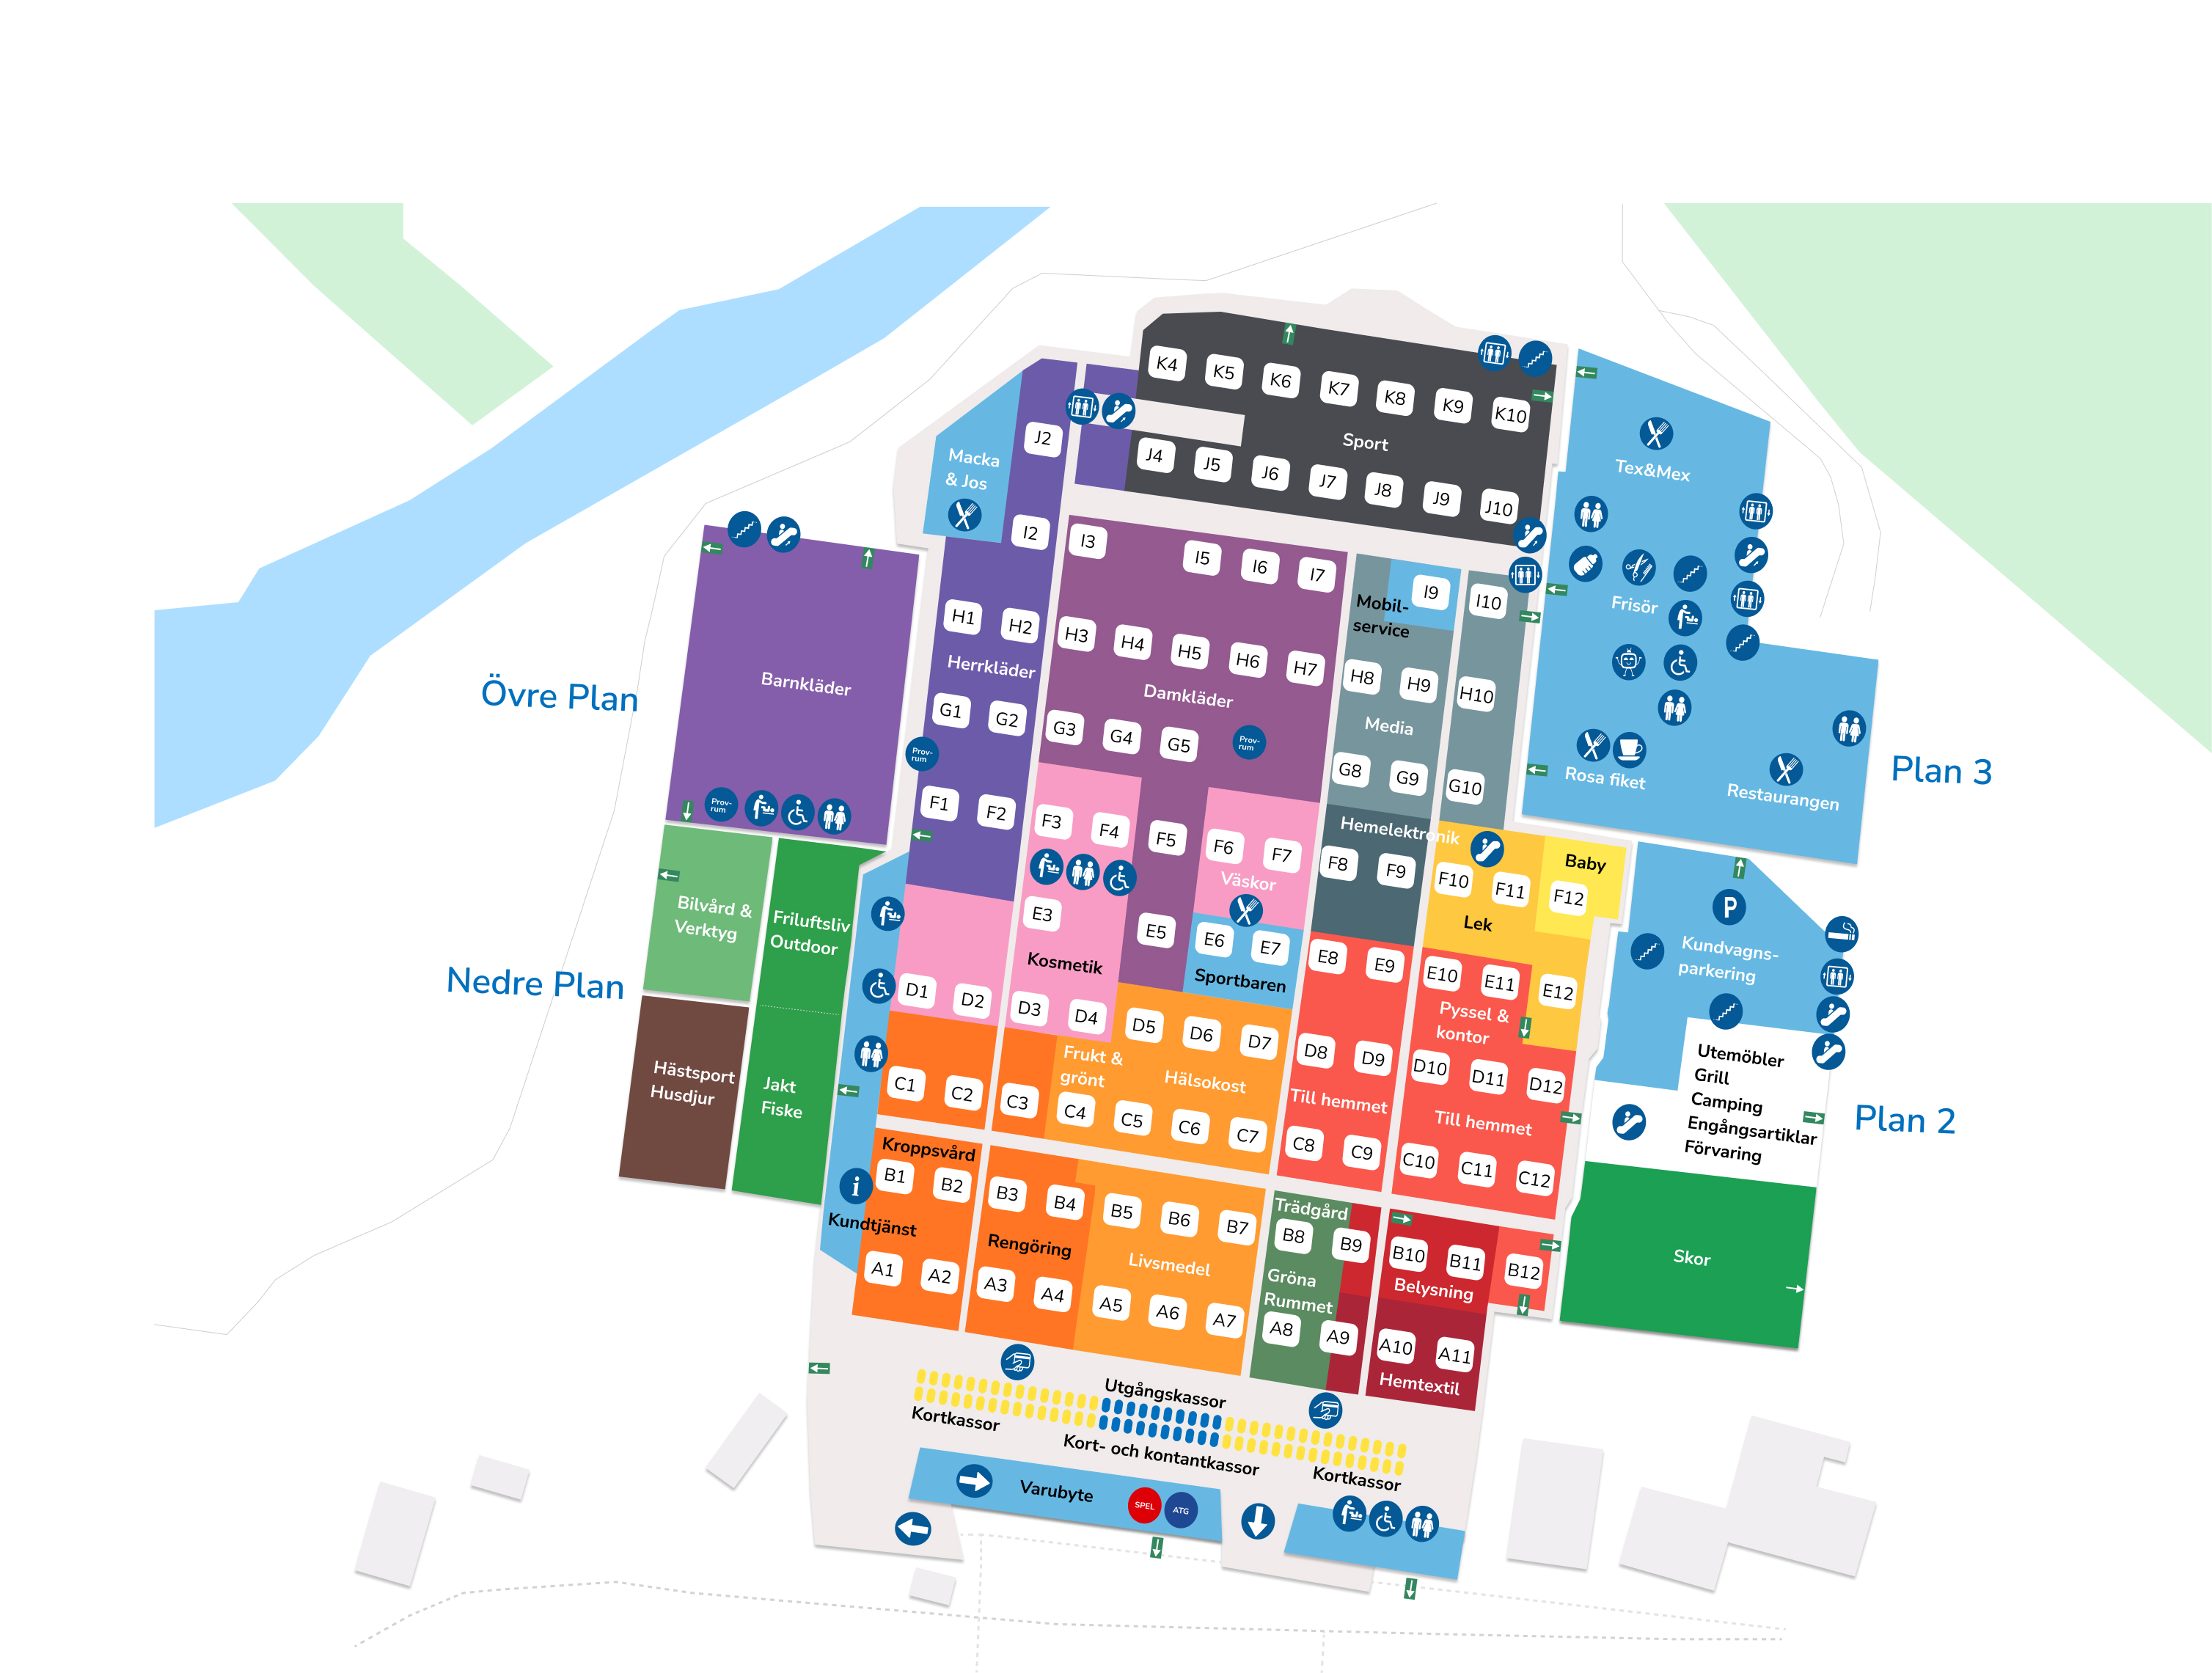 K4 K5 K6 K7 K8 K9 K10
Sport
J2
J4 J5 J6 J7 J8 J9 J10
Macka
& Jos
I2 I3 I5 I6 I7 I9 I10
Mobil-
service
H1 H2 H3 H4 H5 H6 H7 H8 H9 H10
Herrkläder
Damkläder
Media
G1 G2 G3 G4 G5 G8 G9 G10
Prov-
rum
Prov-
rum
Övre Plan
Barnkläder
Prov-
rum
Tex&Mex
Frisör
Rosa fiket
Restaurangen
Plan 3
Hemelektronik
F1 F2 F3 F4 F5 F6 F7 F8 F9 F10 F11 F12
Baby
Väskor
Lek
E3 E5 E6 E7 E8 E9 E10 E11 E12
Kosmetik
Sportbaren
Pyssel &
kontor
D1 D2 D3 D4 D5 D6 D7 D8 D9 D10 D11 D12
Frukt &
grönt
Hälsokost
Till hemmet
Till hemmet
C1 C2 C3 C4 C5 C6 C7 C8 C9 C10 C11 C12
Nedre Plan
Bilvård &
Verktyg
Friluftsliv
Outdoor
Hästsport
Husdjur
Jakt
Fiske
P
Kundvagns-
parkering
Utemöbler
Grill
Camping
Engångsartiklar
Förvaring
Plan 2
Skor
Kroppsvård
i
B1 B2 B3 B4 B5 B6 B7 B8 B9 B10 B11 B12
Trädgård
Kundtjänst
Rengöring
Livsmedel
Gröna
Rummet
Belysning
A1 A2 A3 A4 A5 A6 A7 A8 A9 A10 A11
Hemtextil
Utgångskassor
Kortkassor
Kort- och kontantkassor
Kortkassor
Varubyte
SPEL
ATG